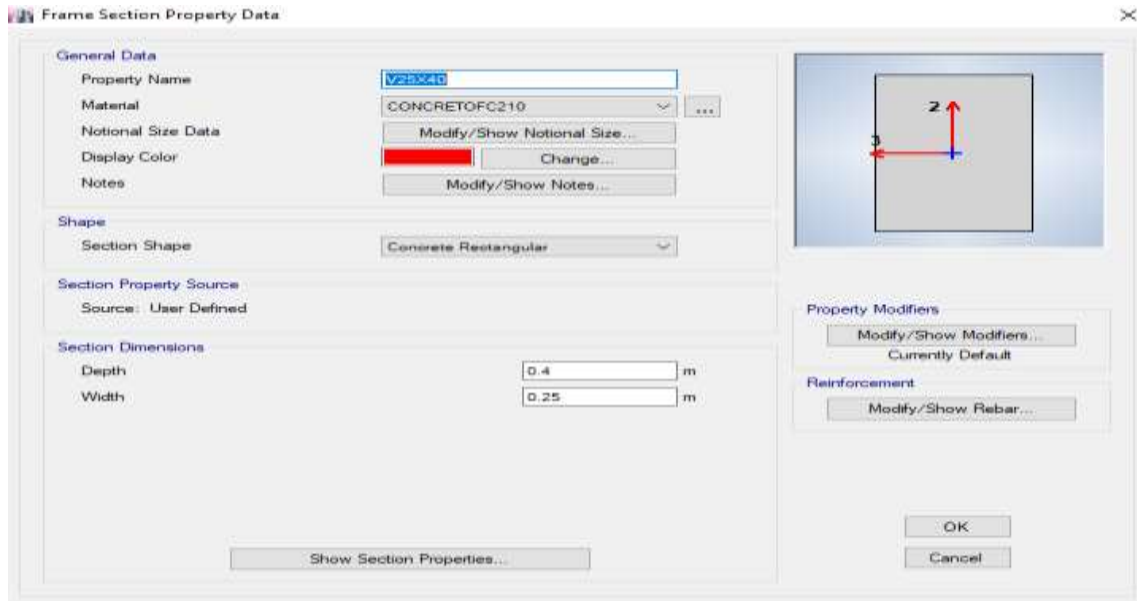 Frame Section Property Data
General Data
Property Name V25X40
Material CONCRETOFC210 ...
Notional Size Data Modify/Show Notional Size...
Display Color Change...
Notes Modify/Show Notes...
Shape
Section Shape Concrete Rectangular
Section Property Source
Source: User Defined
Section Dimensions
Depth 0.4 m
Width 0.25 m
Show Section Properties...
2
3
Property Modifiers
Modify/Show Modifiers...
Currently Default
Reinforcement
Modify/Show Rebar...
OK
Cancel